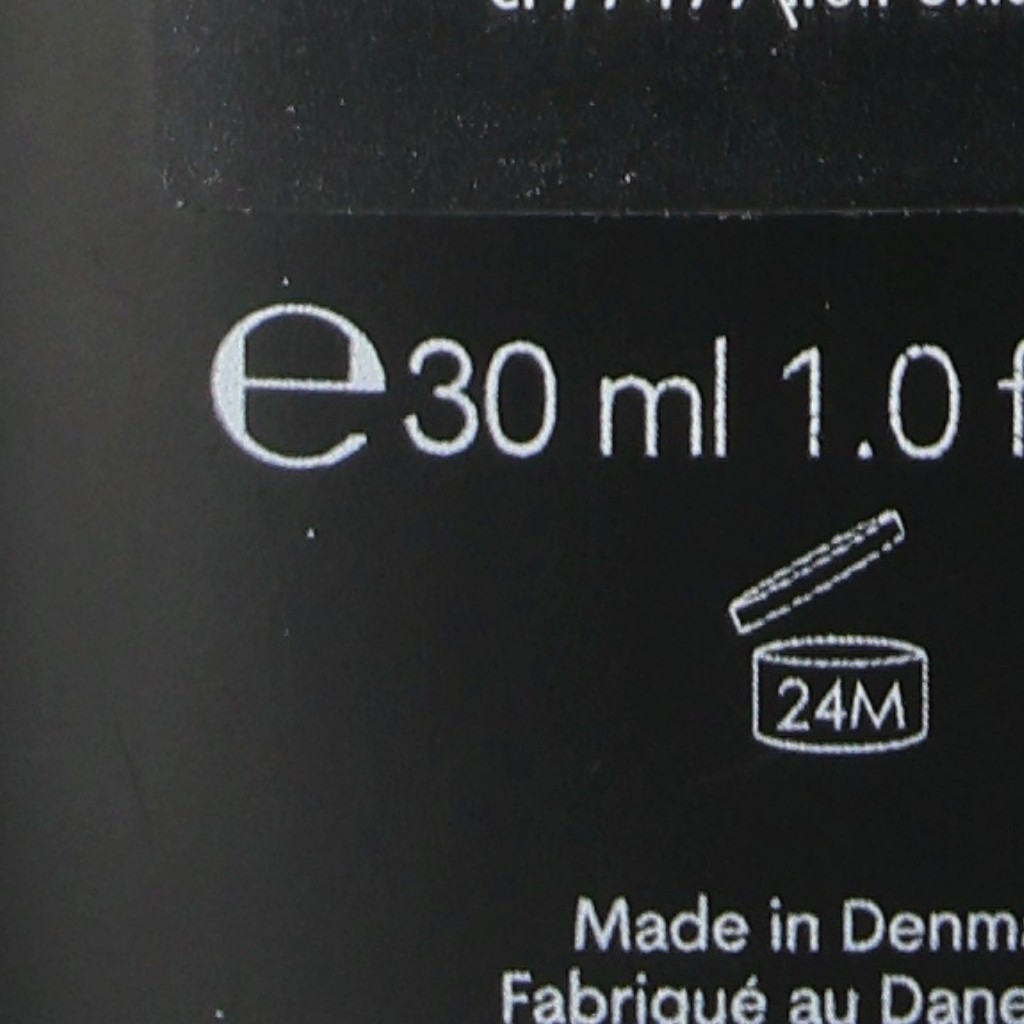 ℮30 ml 1.0 f
24M
Made in Denm
Fabriqué au Dane